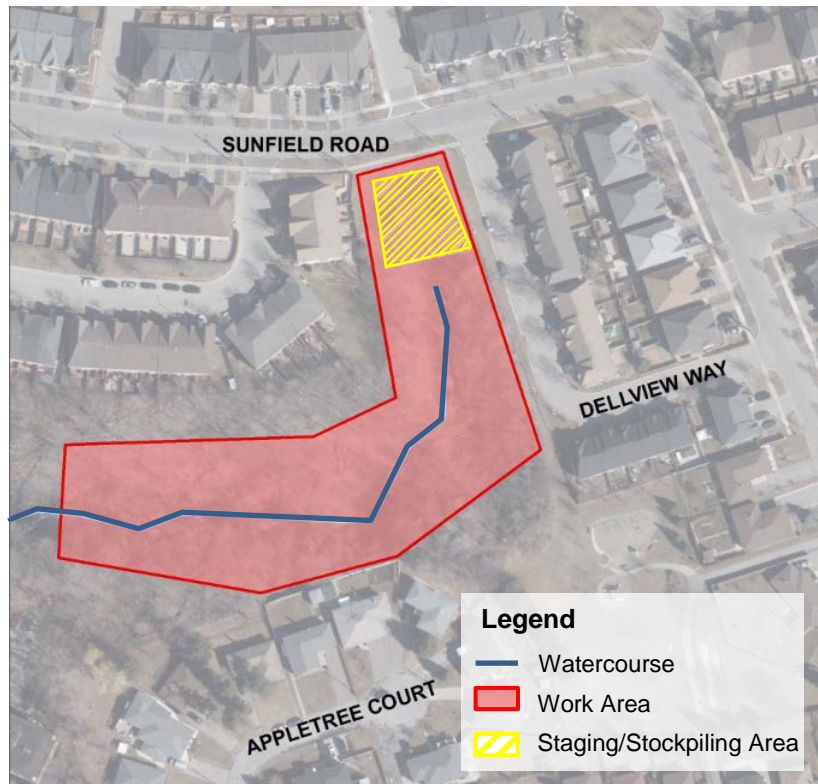 SUNFIELD ROAD
DELLVIEW WAY
APPLETREE COURT
Legend
Watercourse
Work Area
Staging/Stockpiling Area